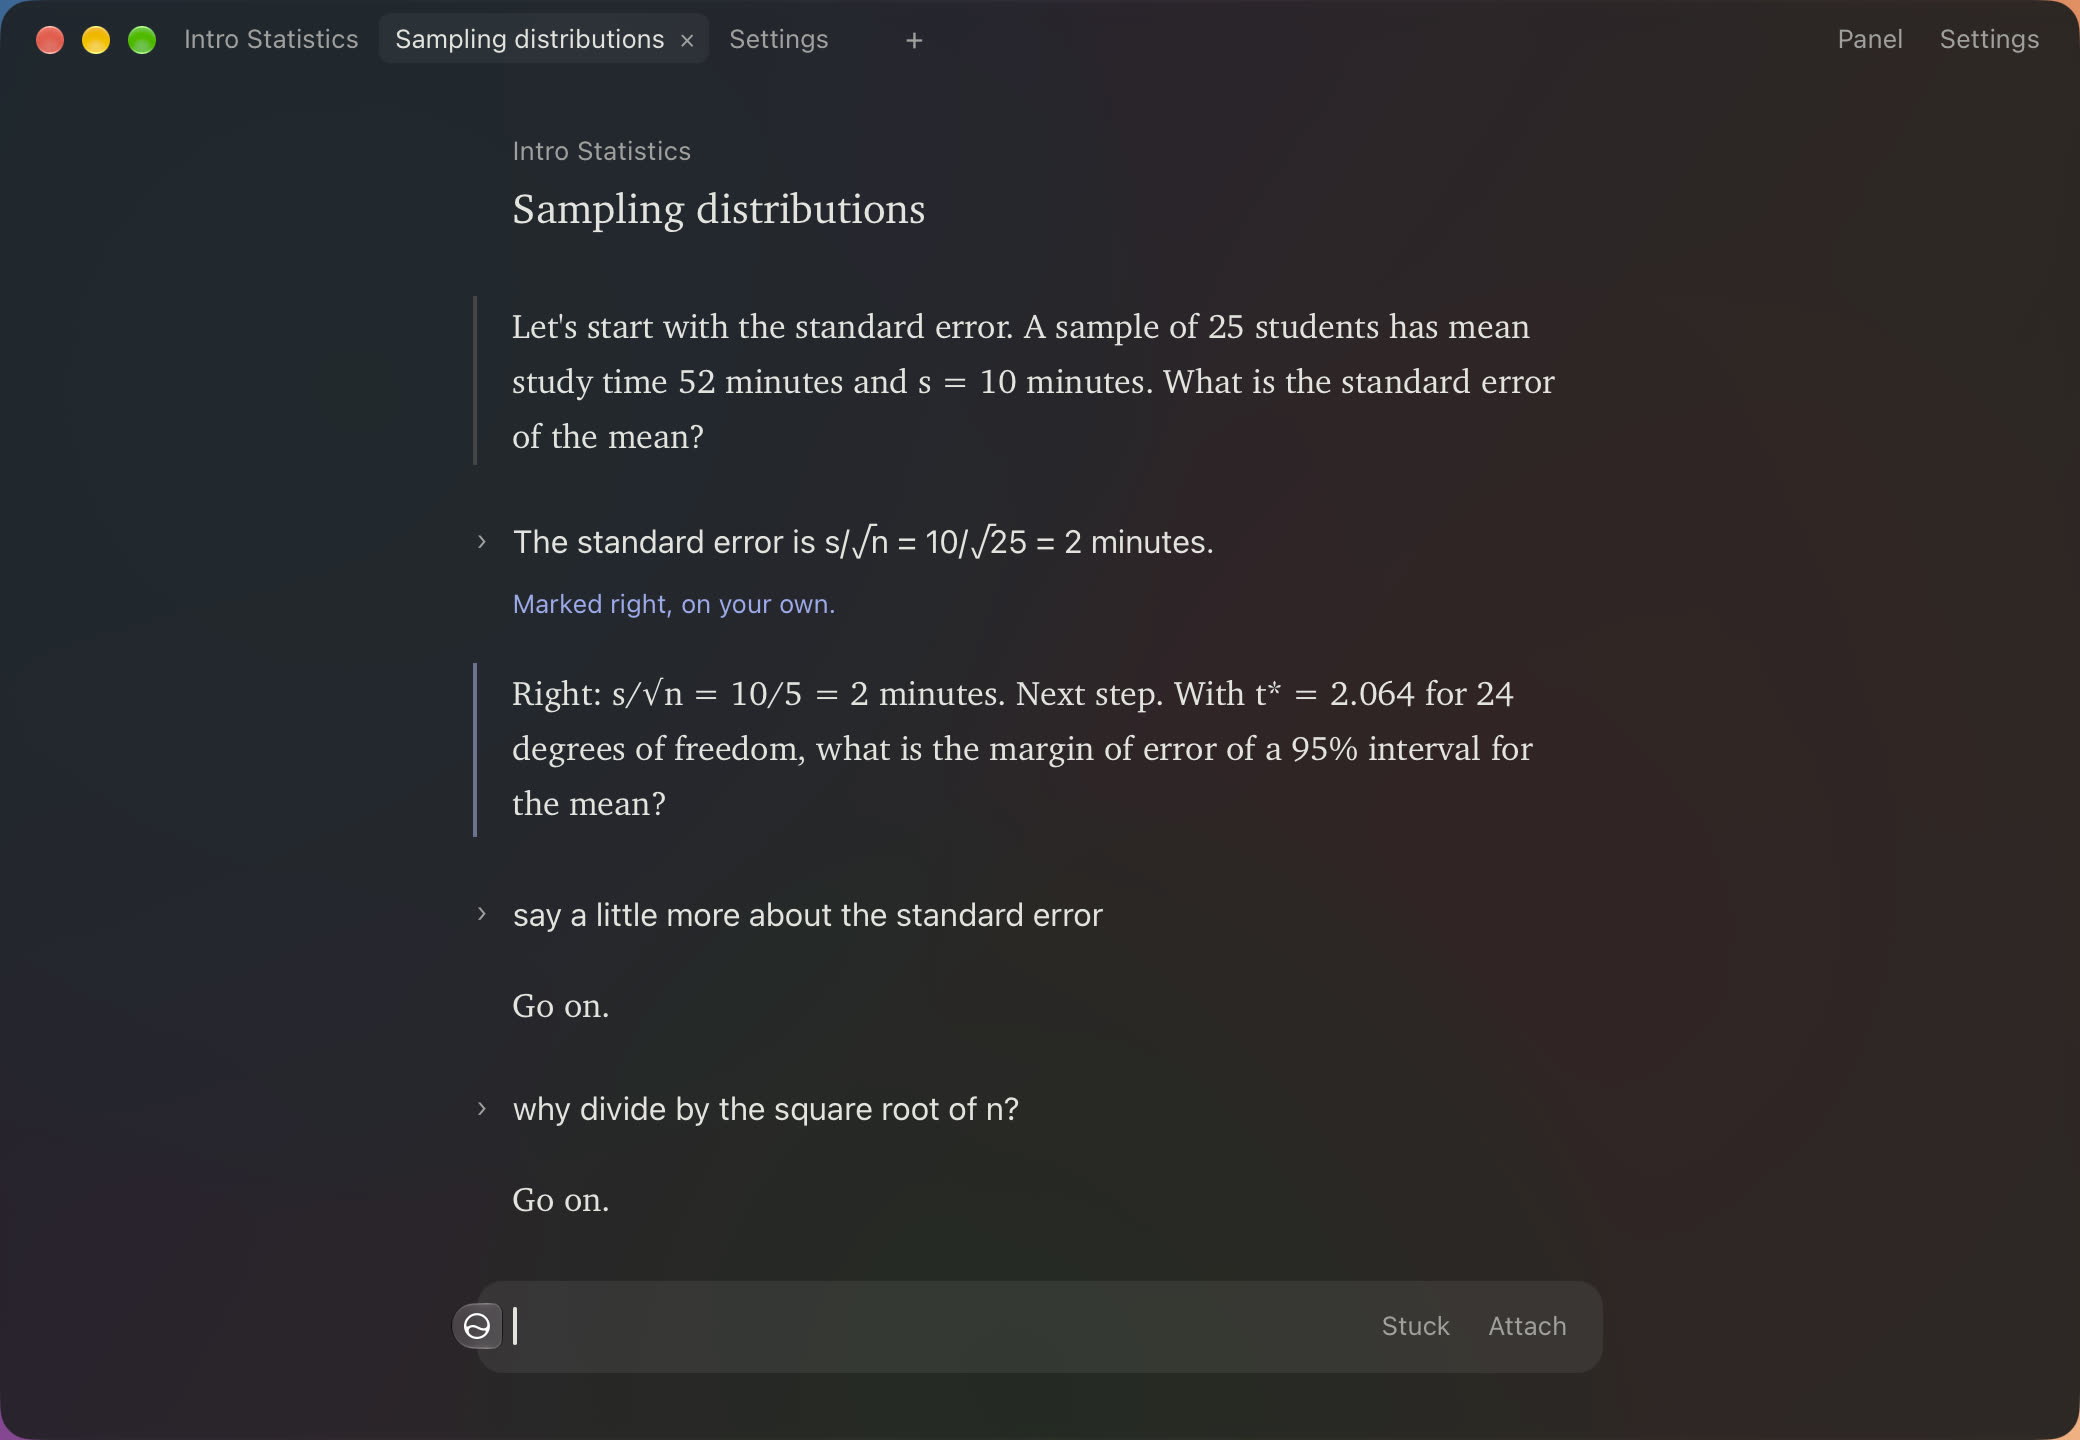 Intro Statistics
Sampling distributions ×
Settings
+
Panel
Settings
Intro Statistics
Sampling distributions
Let's start with the standard error. A sample of 25 students has mean
study time 52 minutes and s = 10 minutes. What is the standard error
of the mean?
› The standard error is s/√n = 10/√25 = 2 minutes.
Marked right, on your own.
Right: s/√n = 10/5 = 2 minutes. Next step. With t* = 2.064 for 24
degrees of freedom, what is the margin of error of a 95% interval for
the mean?
› say a little more about the standard error
Go on.
› why divide by the square root of n?
Go on.
Stuck
Attach